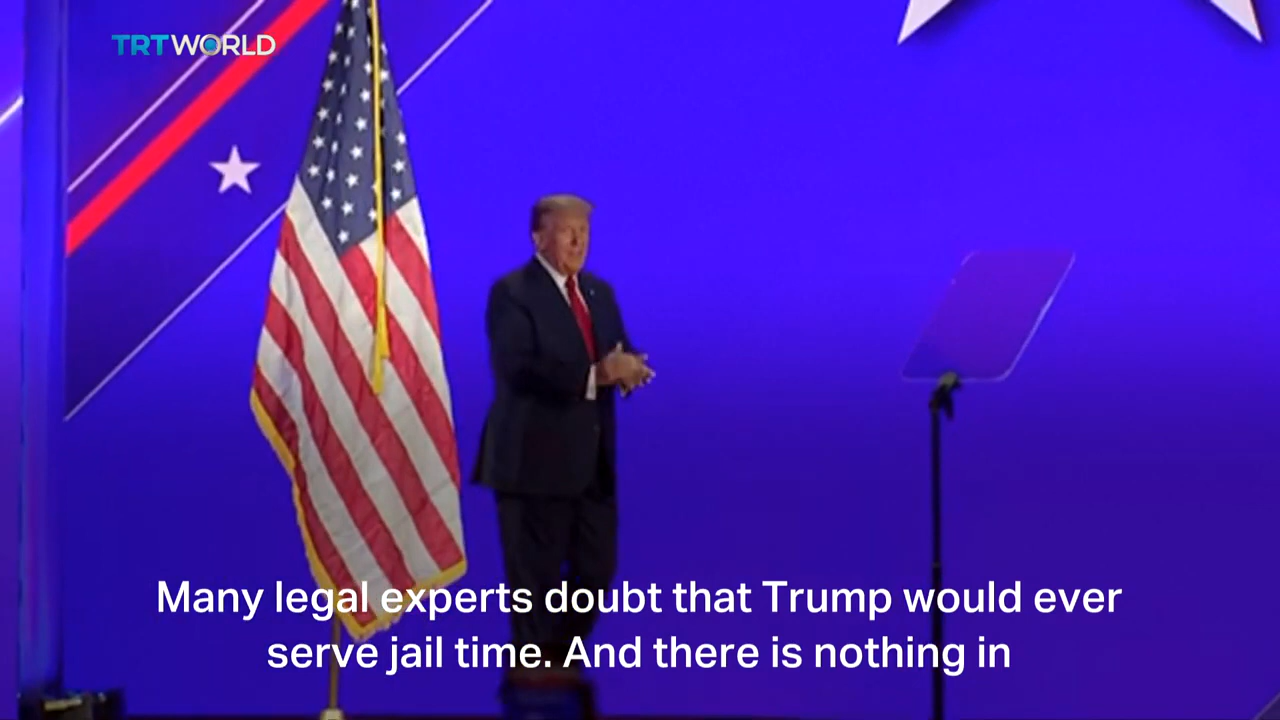 TRTWORLD
Many legal experts doubt that Trump would ever
serve jail time. And there is nothing in